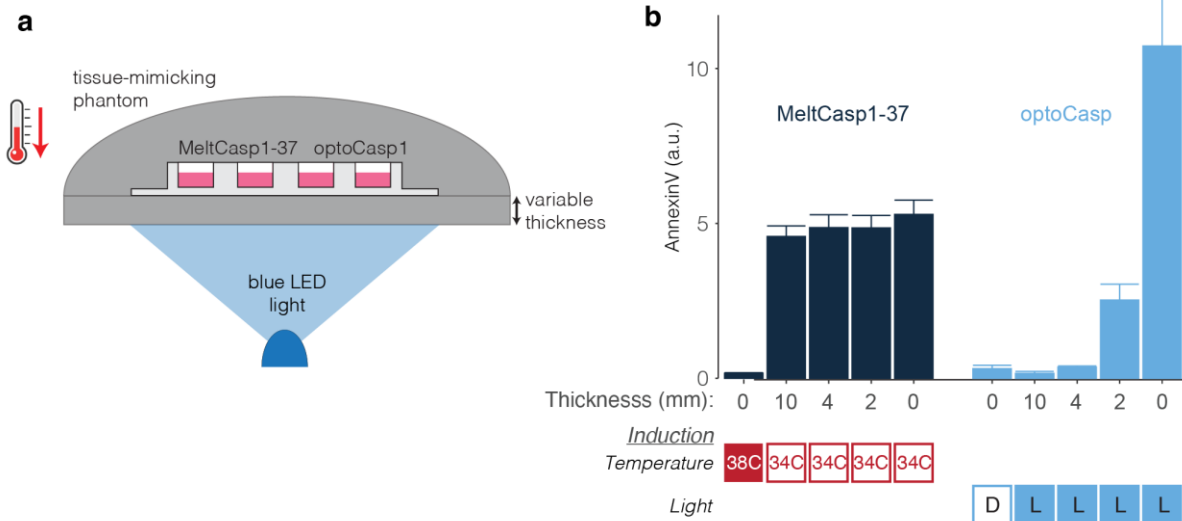 a
tissue-mimicking
phantom
MeltCasp1-37 optoCasp1
variable
thickness
blue LED
light
b
AnnexinV (a.u.)
10
5
0
MeltCasp1-37
optoCasp
Thicknesss (mm): 0 10 4 2 0 0 10 4 2 0
Induction
Temperature 38C 34C 34C 34C 34C
Light D L L L L